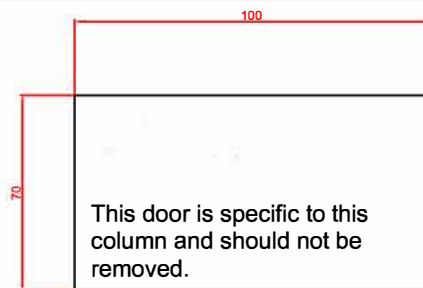 100
70
This door is specific to this
column and should not be
removed.